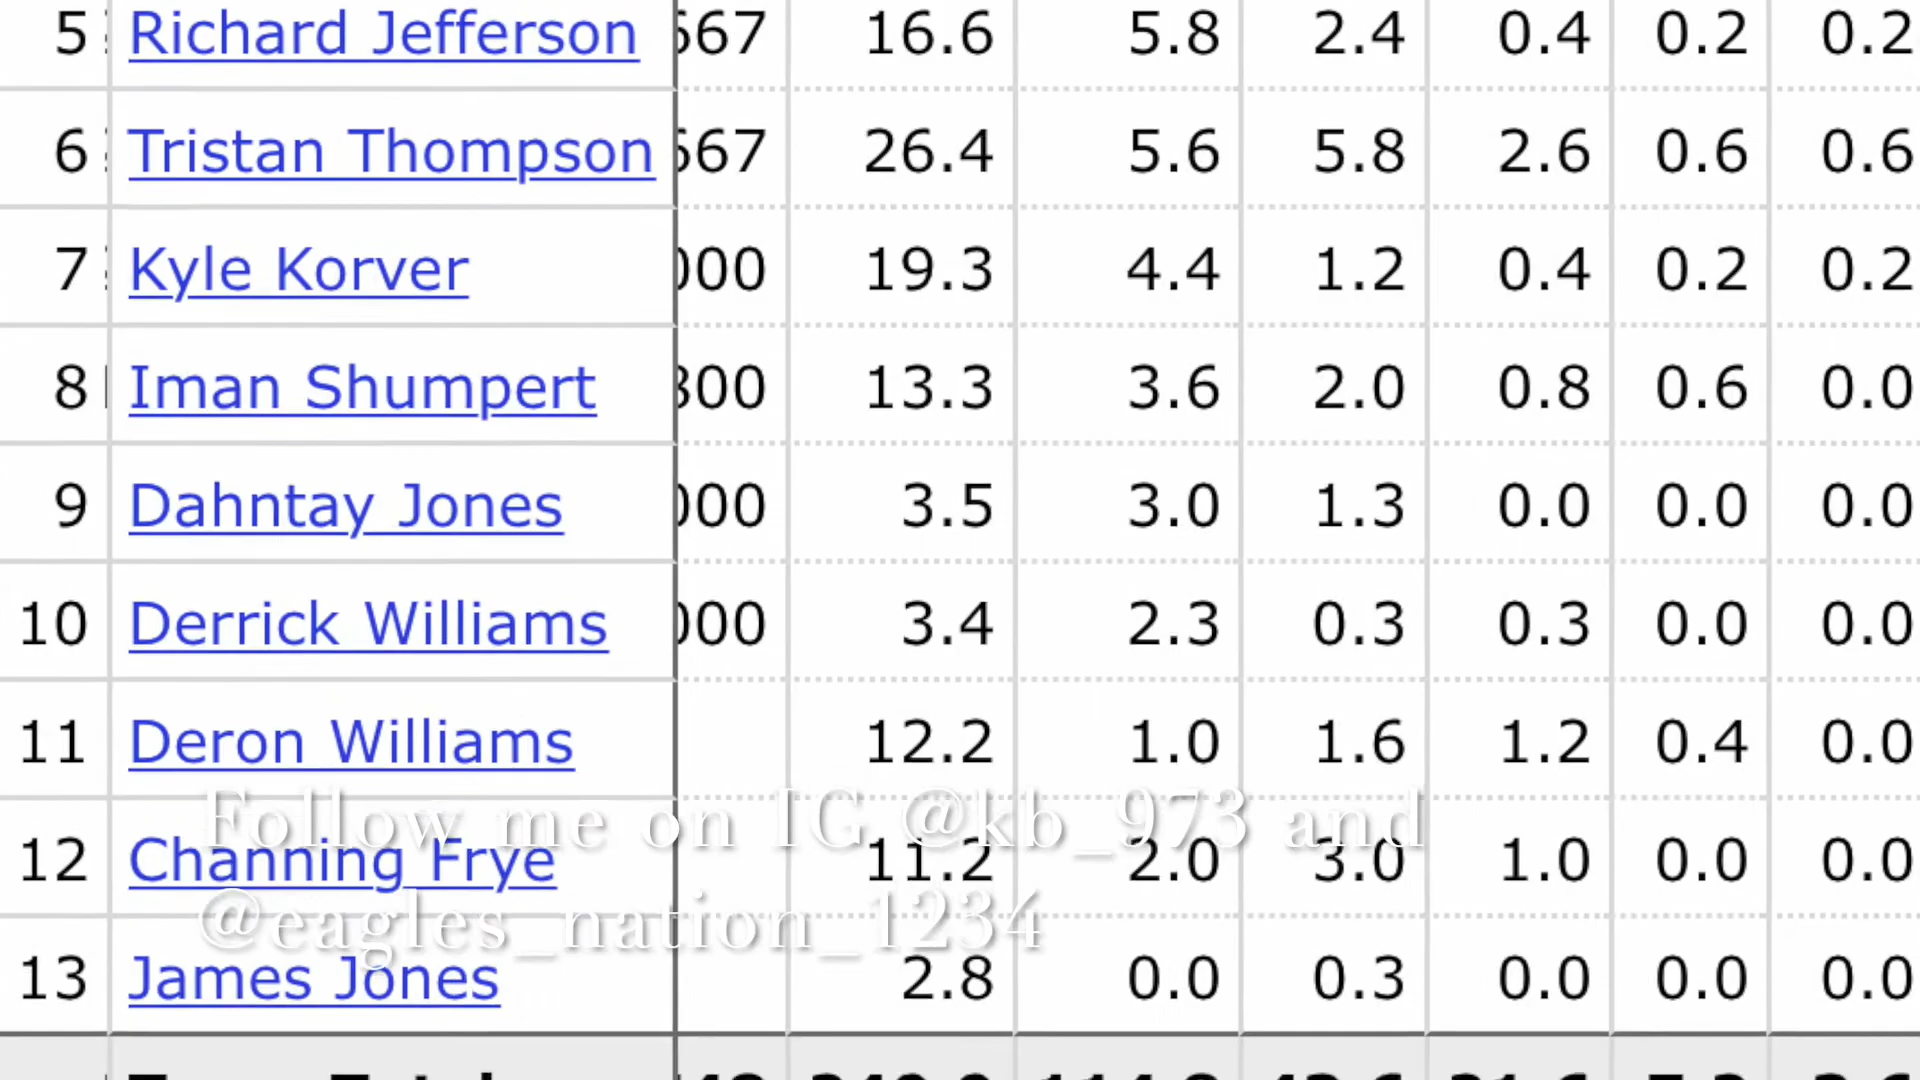 5 Richard Jefferson 667 16.6 5.8 2.4 0.4 0.2 0.2
6 Tristan Thompson 667 26.4 5.6 5.8 2.6 0.6 0.6
7 Kyle Korver 000 19.3 4.4 1.2 0.4 0.2 0.2
8 Iman Shumpert 800 13.3 3.6 2.0 0.8 0.6 0.0
9 Dahntay Jones 000 3.5 3.0 1.3 0.0 0.0 0.0
10 Derrick Williams 000 3.4 2.3 0.3 0.3 0.0 0.0
11 Deron Williams 12.2 1.0 1.6 1.2 0.4 0.0
Follow me on IG @kb_973 and
12 Channing Frye 11.2 2.0 3.0 1.0 0.0 0.0
@eagles_nation_1234
13 James Jones 2.8 0.0 0.3 0.0 0.0 0.0